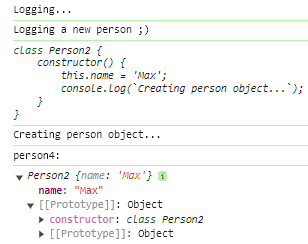 Logging...
Logging a new person ;)
class Person2 {
    constructor() {
        this.name = 'Max';
        console.log(`Creating person object...`);
    }
}
Creating person object...
person4:
▼ Person2 {name: 'Max'} i
    name: "Max"
  ▼ [[Prototype]]: Object
    ▶ constructor: class Person2
    ▶ [[Prototype]]: Object